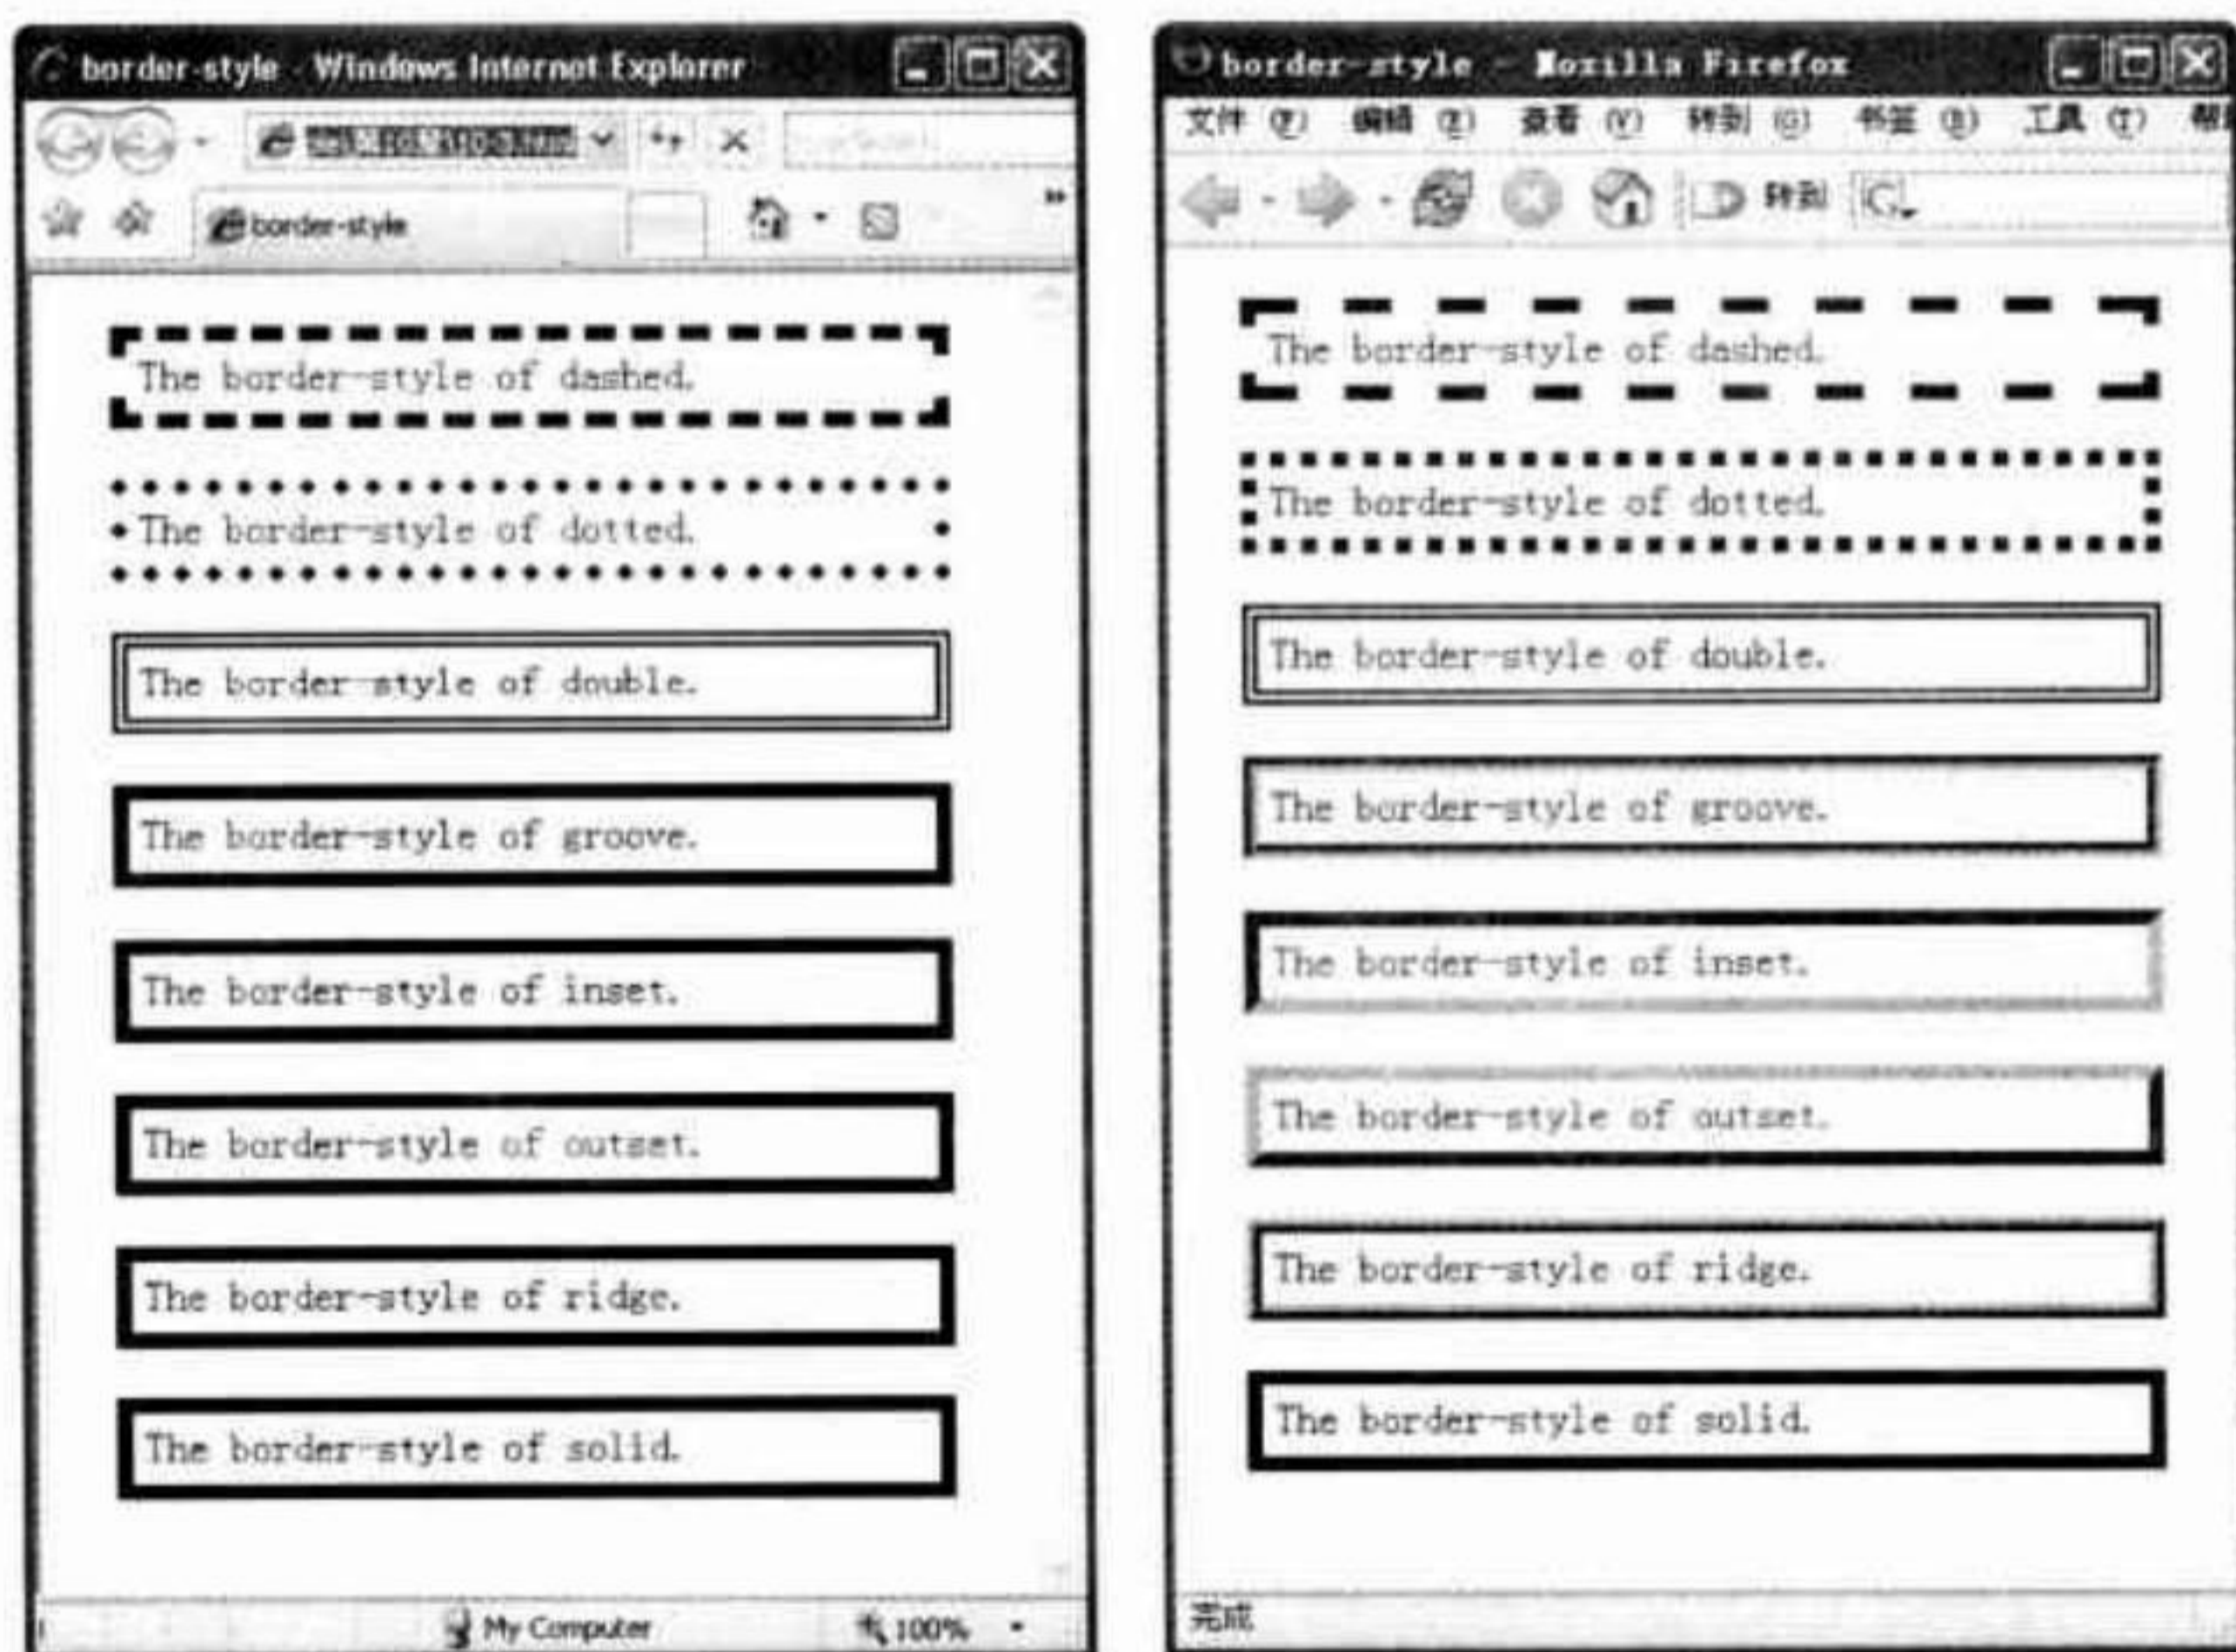 border-style - Windows Internet Explorer
border-style
The border-style of dashed.
The border-style of dotted.
The border-style of double.
The border-style of groove.
The border-style of inset.
The border-style of outset.
The border-style of ridge.
The border-style of solid.
My Computer
100%
border-style - Mozilla Firefox
文件 (F) 编辑 (E) 查看 (V) 转到 (G) 书签 (B) 工具 (T)
转到
The border-style of dashed.
The border-style of dotted.
The border-style of double.
The border-style of groove.
The border-style of inset.
The border-style of outset.
The border-style of ridge.
The border-style of solid.
完成